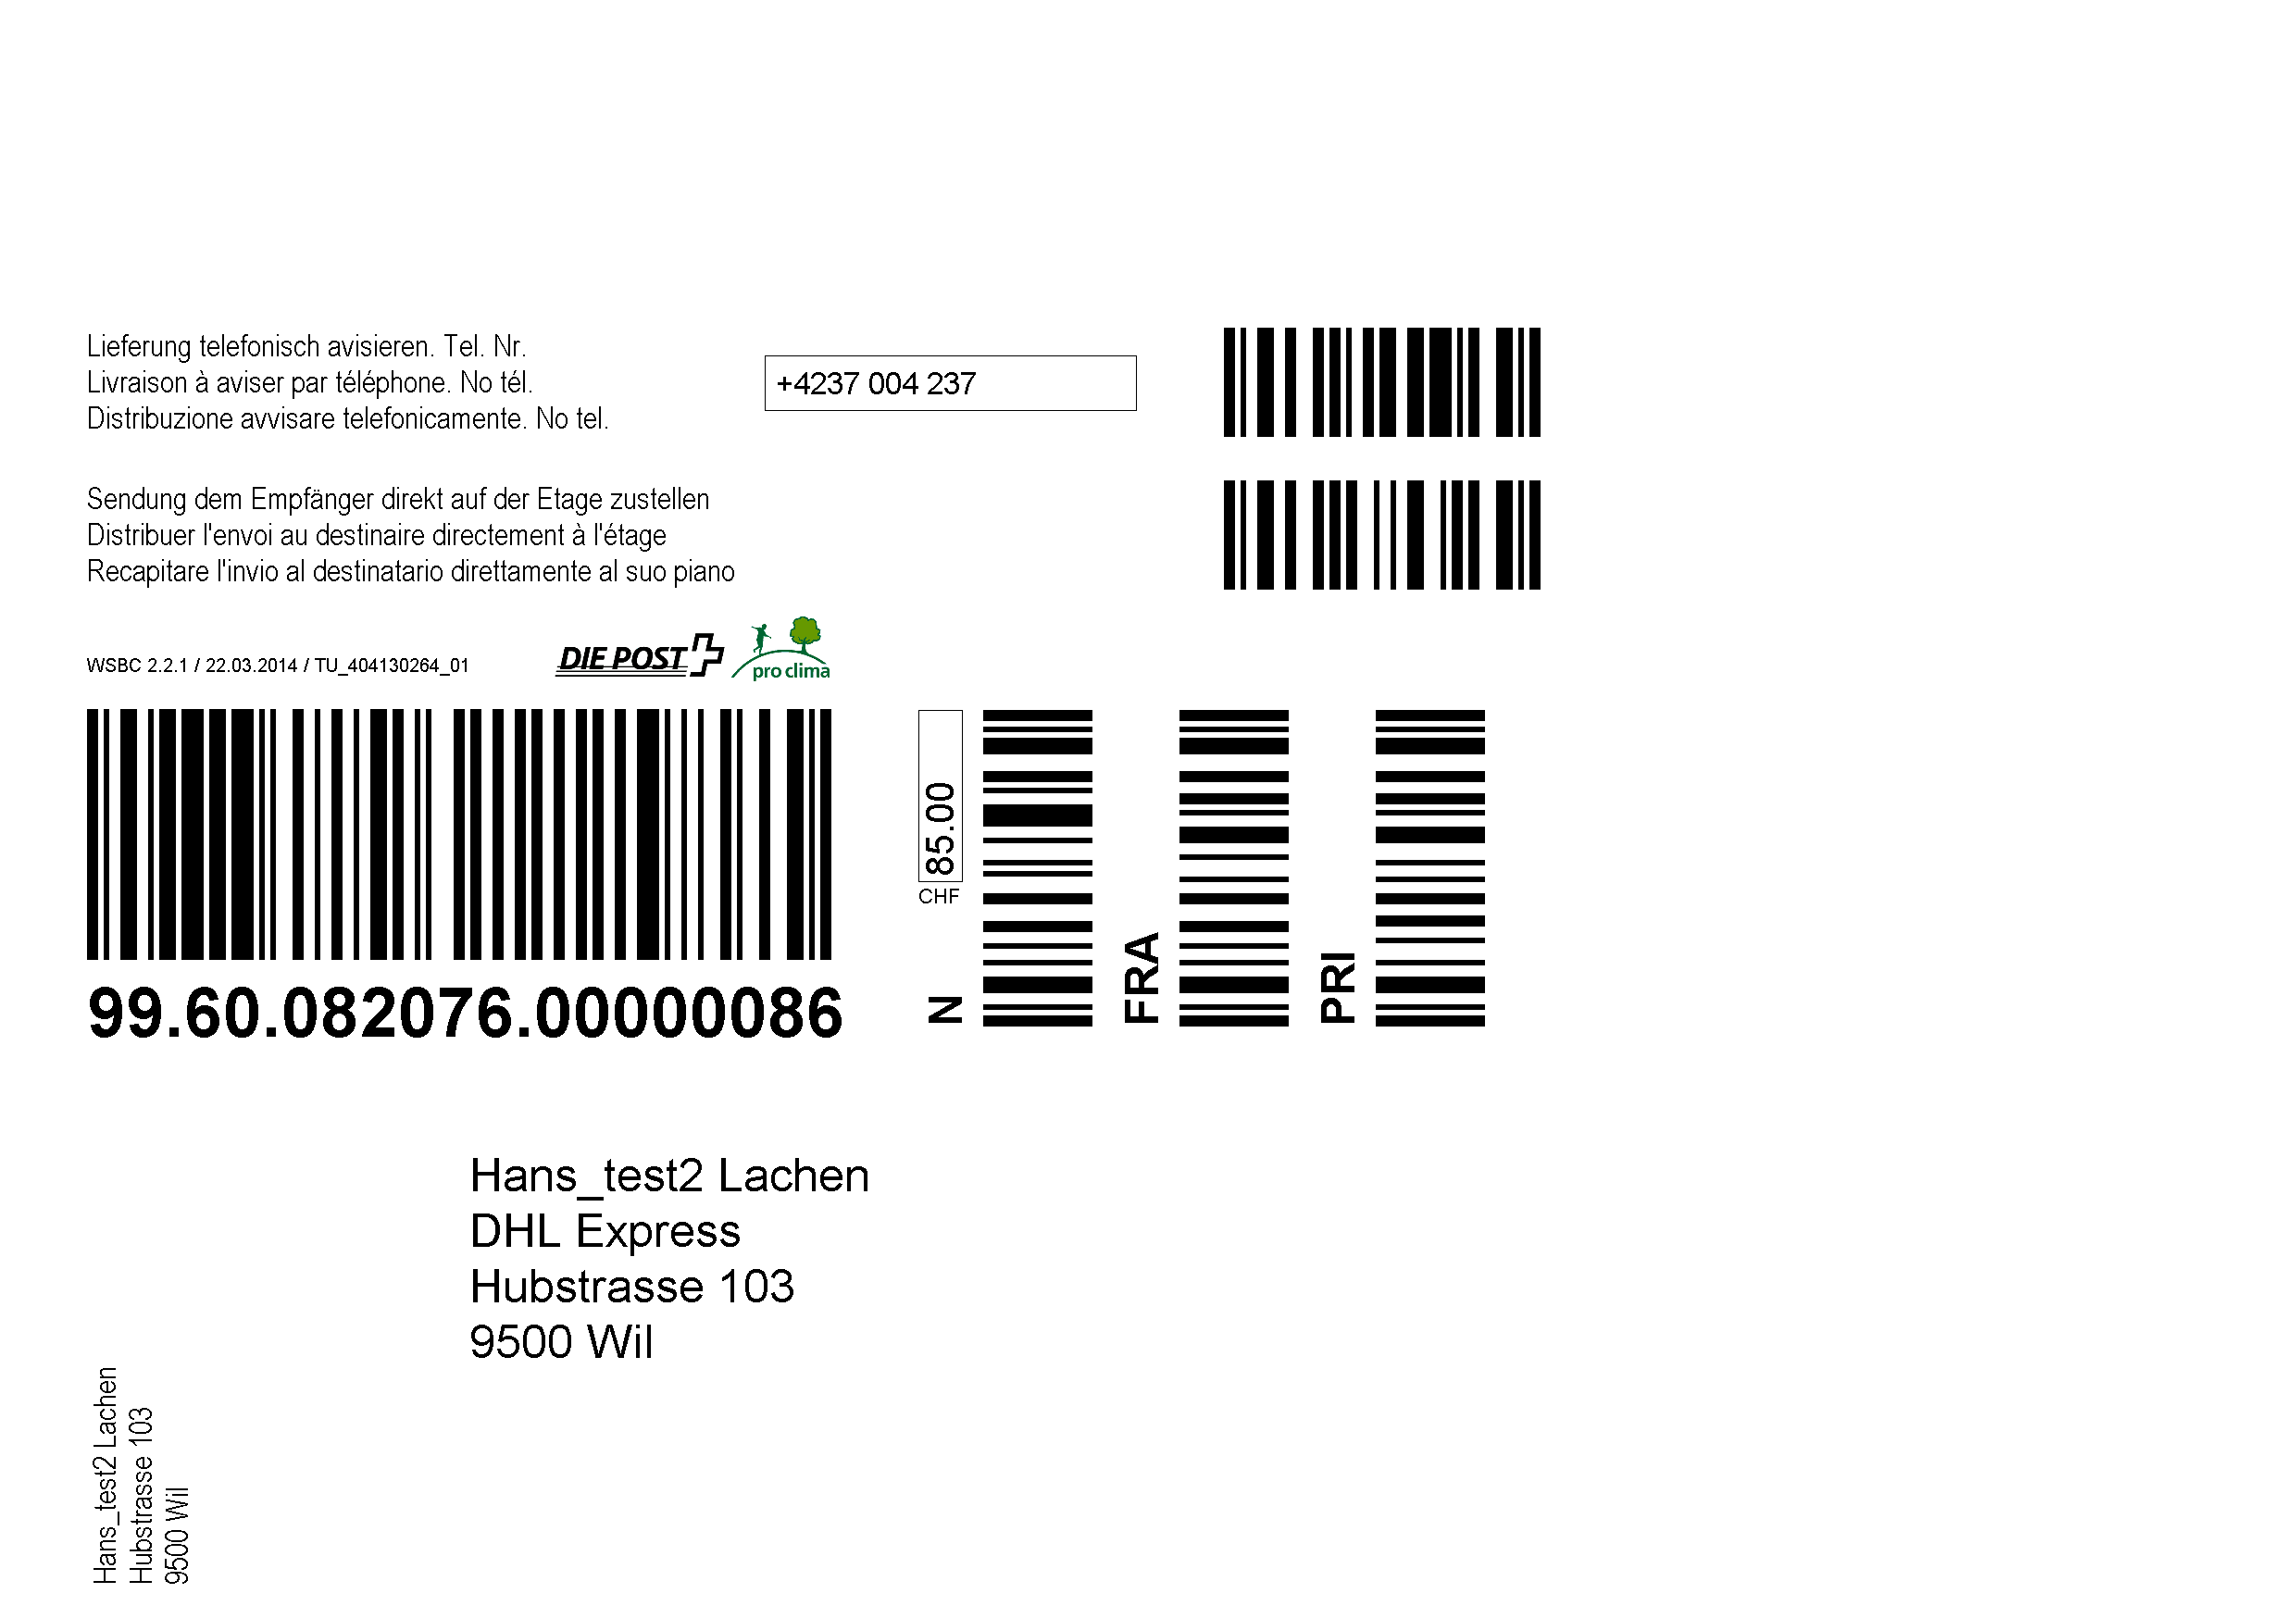 Lieferung telefonisch avisieren. Tel. Nr.
Livraison à aviser par téléphone. No tél.
Distribuzione avvisare telefonicamente. No tel.
+4237 004 237
Sendung dem Empfänger direkt auf der Etage zustellen
Distribuer l'envoi au destinaire directement à l'étage
Recapitare l'invio al destinatario direttamente al suo piano
WSBC 2.2.1 / 22.03.2014 / TU_404130264_01
DIE POST
pro clima
99.60.082076.00000086
CHF 85.00
N
FRA
PRI
Hans_test2 Lachen
DHL Express
Hubstrasse 103
9500 Wil
Hans_test2 Lachen
Hubstrasse 103
9500 Wil